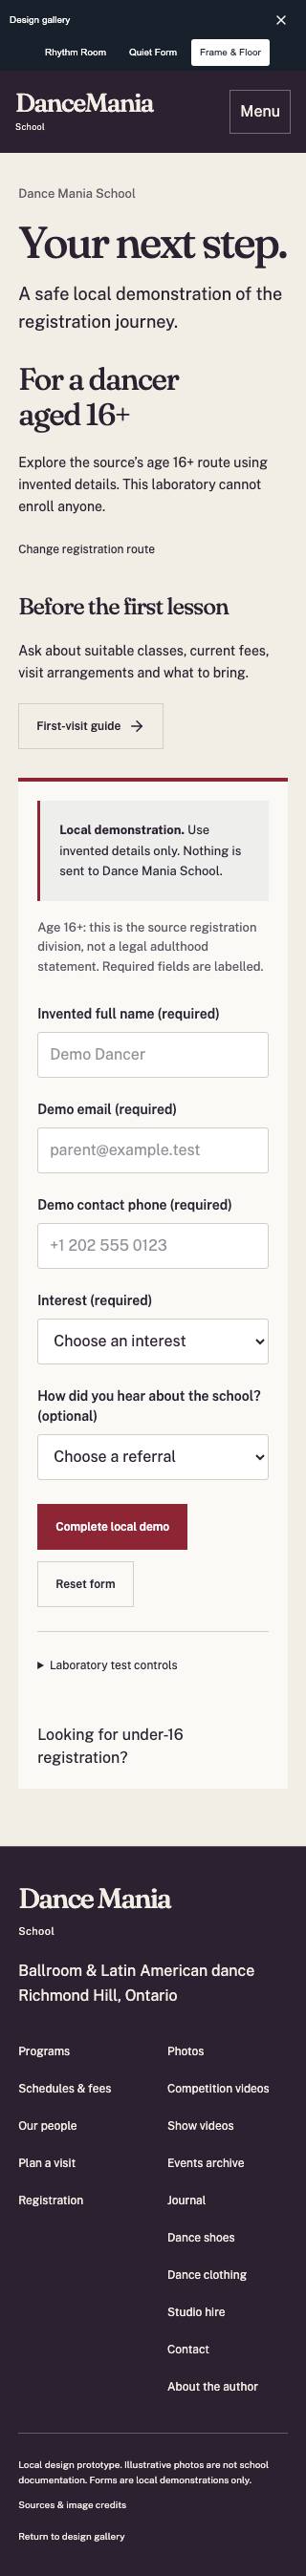 Design gallery
Rhythm Room Quiet Form Frame & Floor
DanceMania
School
Menu
Dance Mania School
Your next step.
A safe local demonstration of the
registration journey.
For a dancer
aged 16+
Explore the source's age 16+ route using
invented details. This laboratory cannot
enroll anyone.
Change registration route
Before the first lesson
Ask about suitable classes, current fees,
visit arrangements and what to bring.
First-visit guide
Local demonstration. Use
invented details only. Nothing is
sent to Dance Mania School.
Age 16+: this is the source registration
division, not a legal adulthood
statement. Required fields are labelled.
Invented full name (required)
Demo Dancer
Demo email (required)
parent@example.test
Demo contact phone (required)
+1 202 555 0123
Interest (required)
Choose an interest
How did you hear about the school?
(optional)
Choose a referral
Complete local demo
Reset form
Laboratory test controls
Looking for under-16
registration?
Dance Mania
School
Ballroom & Latin American dance
Richmond Hill, Ontario
Programs
Schedules & fees
Our people
Plan a visit
Registration
Photos
Competition videos
Show videos
Events archive
Journal
Dance shoes
Dance clothing
Studio hire
Contact
About the author
Local design prototype. Illustrative photos are not school
documentation. Forms are local demonstrations only.
Sources & image credits
Return to design gallery